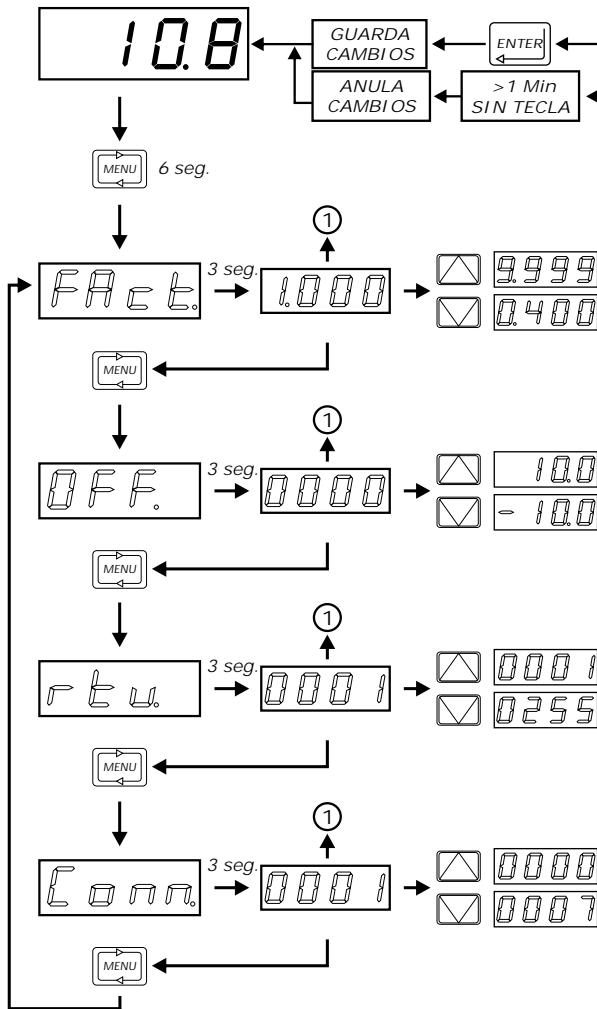 10.8
GUARDA
CAMBIOS
ENTER
ANULA
CAMBIOS
>1 Min
SIN TECLA
MENU
6 seg.
1
FAct.
3 seg.
1.000
9.999
0.400
MENU
1
OFF.
3 seg.
0000
10.0
-10.0
MENU
1
rtu.
3 seg.
0001
0001
0255
MENU
1
Conn.
3 seg.
0001
0000
0007
MENU